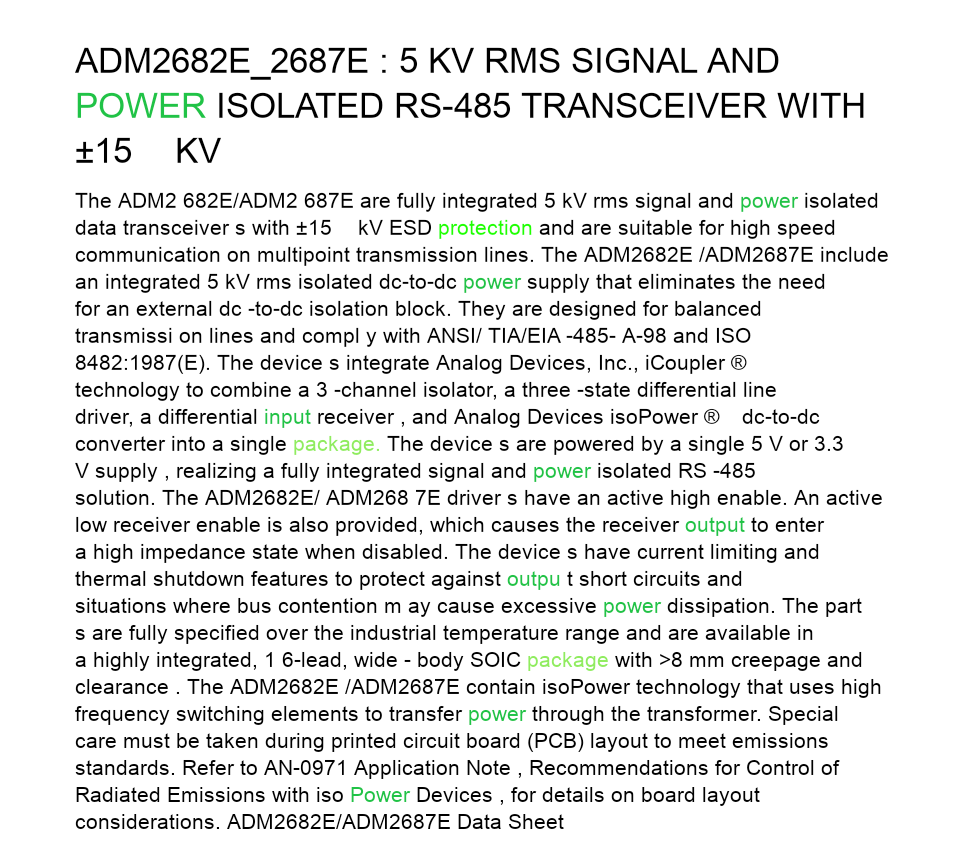 ADM2682E_2687E : 5 KV RMS SIGNAL AND
POWER ISOLATED RS-485 TRANSCEIVER WITH
±15 KV
The ADM2 682E/ADM2 687E are fully integrated 5 kV rms signal and power isolated
data transceiver s with ±15 kV ESD protection and are suitable for high speed
communication on multipoint transmission lines. The ADM2682E /ADM2687E include
an integrated 5 kV rms isolated dc-to-dc power supply that eliminates the need
for an external dc -to-dc isolation block. They are designed for balanced
transmissi on lines and compl y with ANSI/ TIA/EIA -485- A-98 and ISO
8482:1987(E). The device s integrate Analog Devices, Inc., iCoupler ®
technology to combine a 3 -channel isolator, a three -state differential line
driver, a differential input receiver , and Analog Devices isoPower ® dc-to-dc
converter into a single package. The device s are powered by a single 5 V or 3.3
V supply , realizing a fully integrated signal and power isolated RS -485
solution. The ADM2682E/ ADM268 7E driver s have an active high enable. An active
low receiver enable is also provided, which causes the receiver output to enter
a high impedance state when disabled. The device s have current limiting and
thermal shutdown features to protect against outpu t short circuits and
situations where bus contention m ay cause excessive power dissipation. The part
s are fully specified over the industrial temperature range and are available in
a highly integrated, 1 6-lead, wide - body SOIC package with >8 mm creepage and
clearance . The ADM2682E /ADM2687E contain isoPower technology that uses high
frequency switching elements to transfer power through the transformer. Special
care must be taken during printed circuit board (PCB) layout to meet emissions
standards. Refer to AN-0971 Application Note , Recommendations for Control of
Radiated Emissions with iso Power Devices , for details on board layout
considerations. ADM2682E/ADM2687E Data Sheet